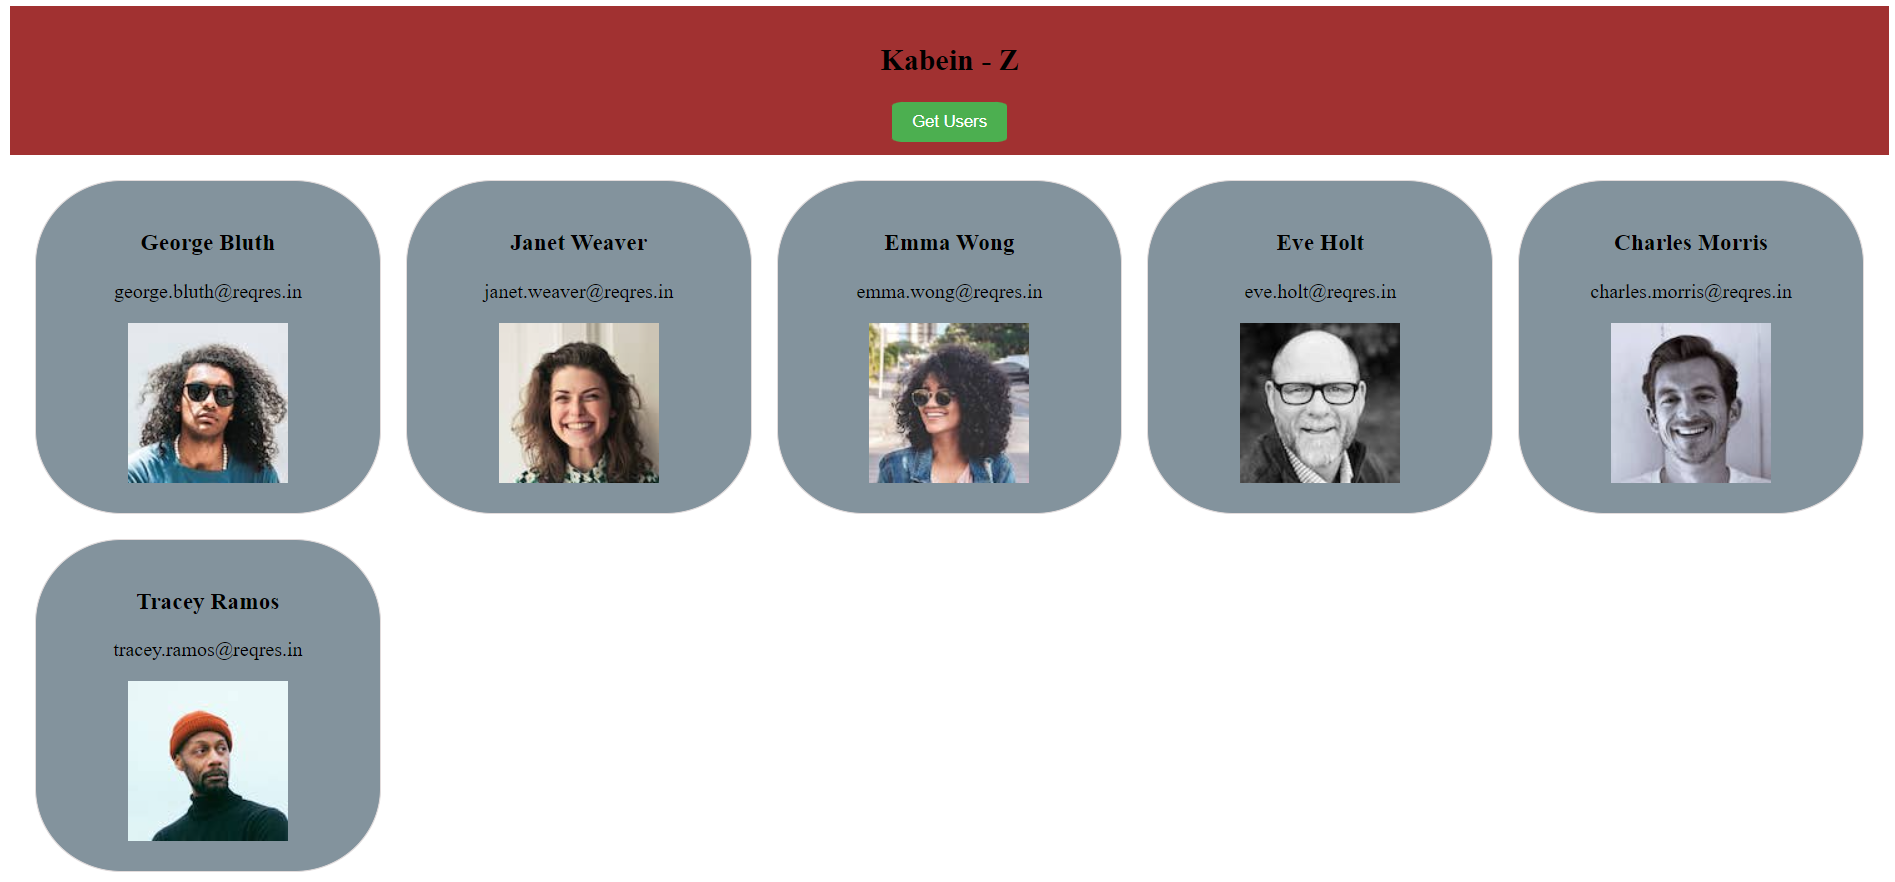 Kabein - Z
Get Users
George Bluth
george.bluth@reqres.in
Janet Weaver
janet.weaver@reqres.in
Emma Wong
emma.wong@reqres.in
Eve Holt
eve.holt@reqres.in
Charles Morris
charles.morris@reqres.in
Tracey Ramos
tracey.ramos@reqres.in